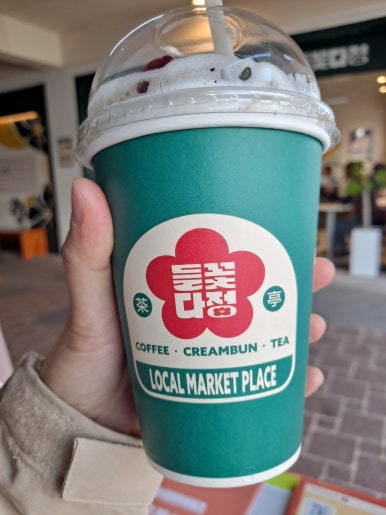 들꽃
다정
茶 亭
COFFEE · CREAMBUN · TEA
LOCAL MARKET PLACE